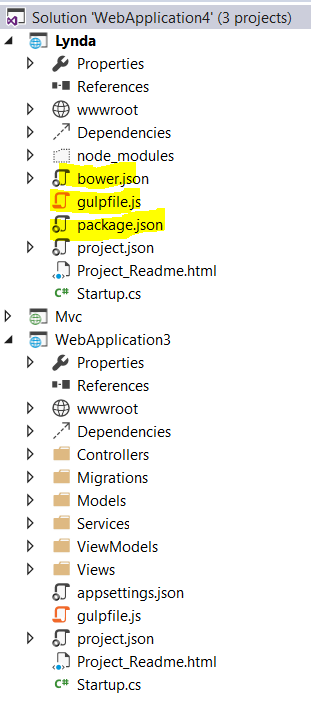 Solution 'WebApplication4' (3 projects)
Lynda
Properties
References
wwwroot
Dependencies
node_modules
bower.json
gulpfile.js
package.json
project.json
Project_Readme.html
C# Startup.cs
Mvc
WebApplication3
Properties
References
wwwroot
Dependencies
Controllers
Migrations
Models
Services
ViewModels
Views
appsettings.json
gulpfile.js
project.json
Project_Readme.html
C# Startup.cs